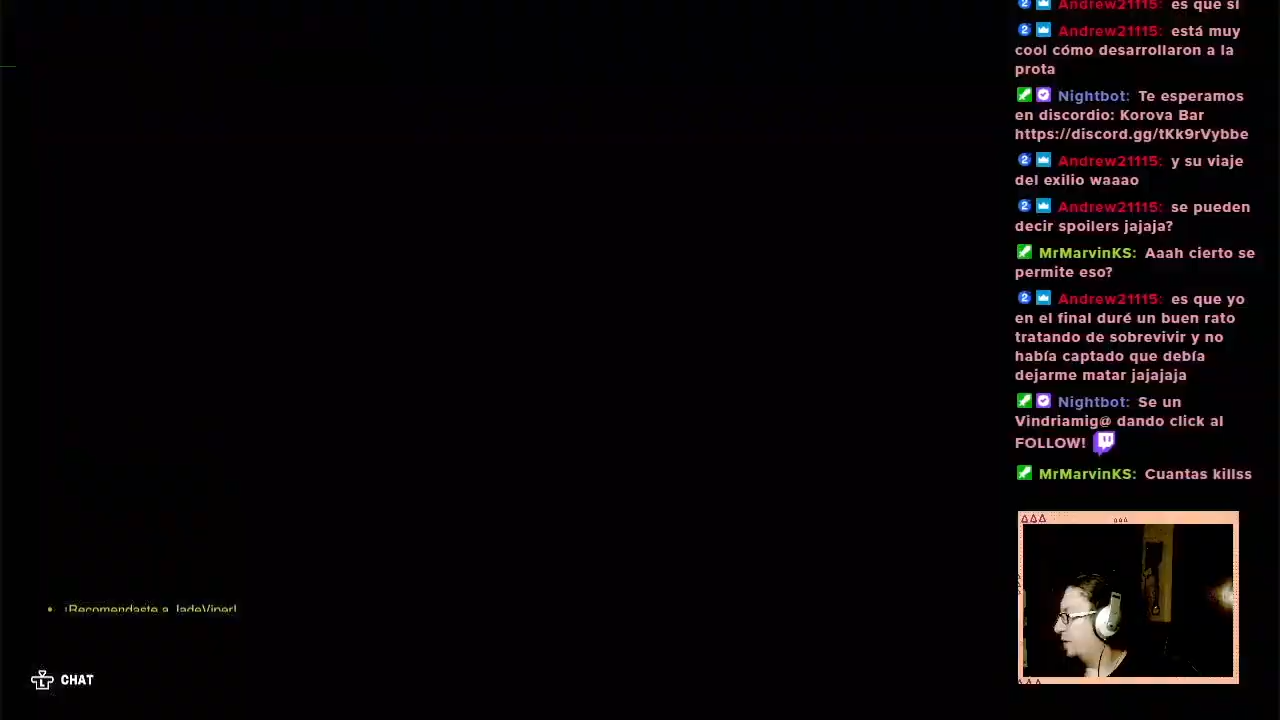 Andrew21115: es que si
Andrew21115: está muy
cool cómo desarrollaron a la
prota
Nightbot: Te esperamos
en discordio: Korova Bar
https://discord.gg/tKk9rVybbe
Andrew21115: y su viaje
del exilio waaao
Andrew21115: se pueden
decir spoilers jajaja?
MrMarvinKS: Aaah cierto se
permite eso?
Andrew21115: es que yo
en el final duré un buen rato
tratando de sobrevivir y no
había captado que debía
dejarme matar jajajaja
Nightbot: Se un
Vindriamig@ dando click al
FOLLOW!
MrMarvinKS: Cuantas killss
¡Recomendaste a JadeViper!
L CHAT